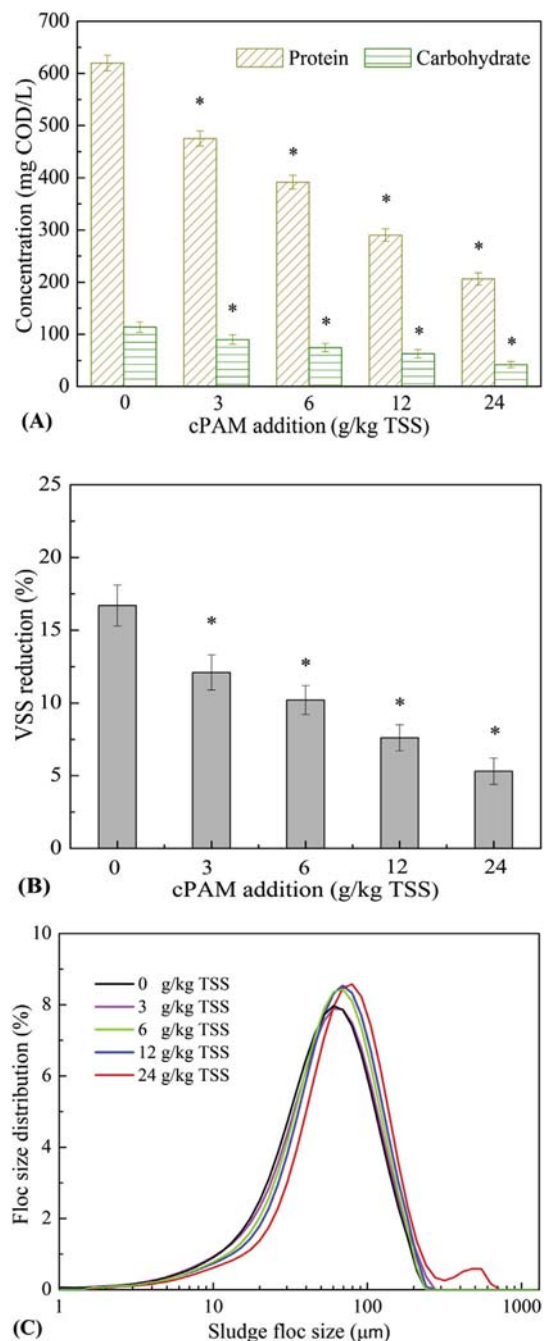 700
600
500
400
300
200
100
0
Concentration (mg COD/L)
Protein Carbohydrate
* * * *
* * * *
0 3 6 12 24
cPAM addition (g/kg TSS)
(A)
25
20
15
10
5
0
VSS reduction (%)
* * * *
0 3 6 12 24
cPAM addition (g/kg TSS)
(B)
10
8
6
4
2
0
Floc size distribution (%)
0 g/kg TSS
3 g/kg TSS
6 g/kg TSS
12 g/kg TSS
24 g/kg TSS
1 10 100 1000
Sludge floc size (μm)
(C)